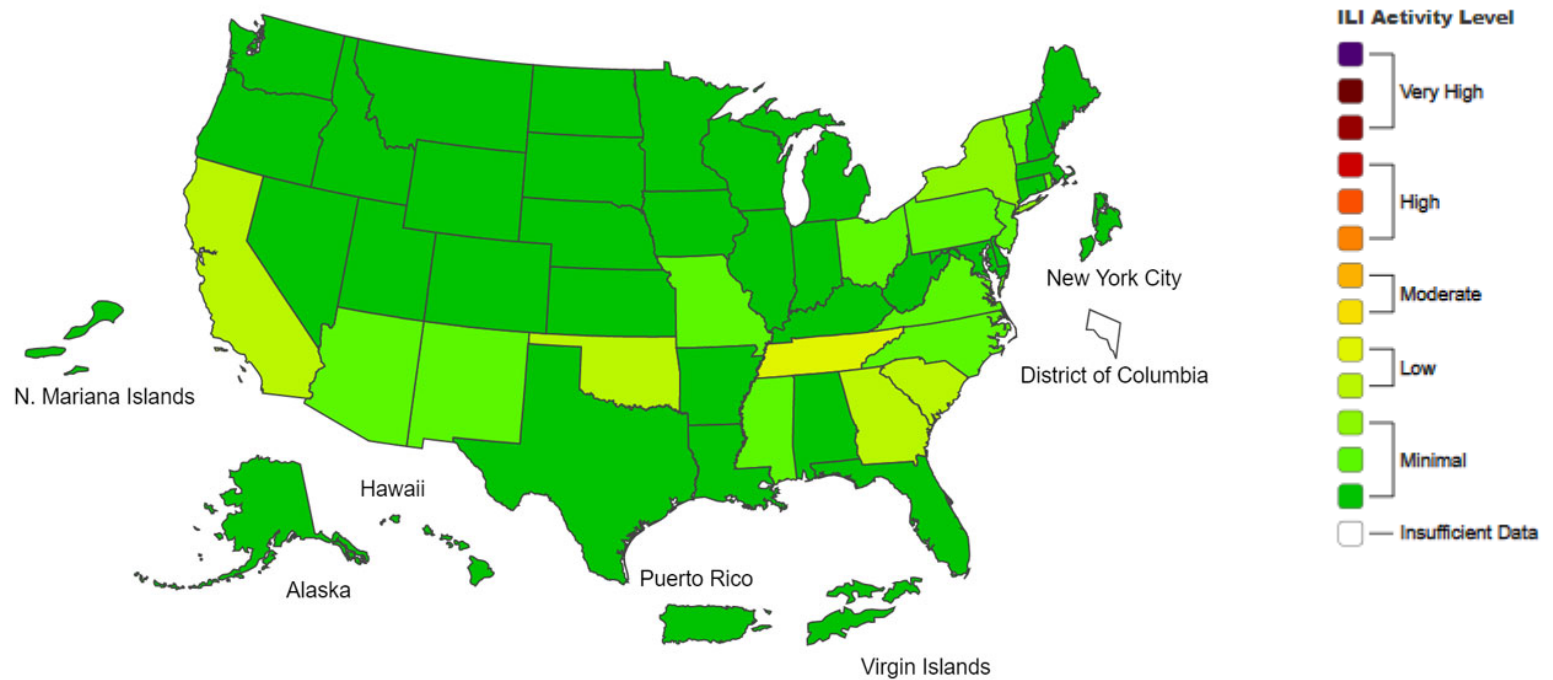 ILI Activity Level
Very High
High
New York City
Moderate
Low
District of Columbia
N. Mariana Islands
Minimal
Hawaii
Insufficient Data
Puerto Rico
Alaska
Virgin Islands